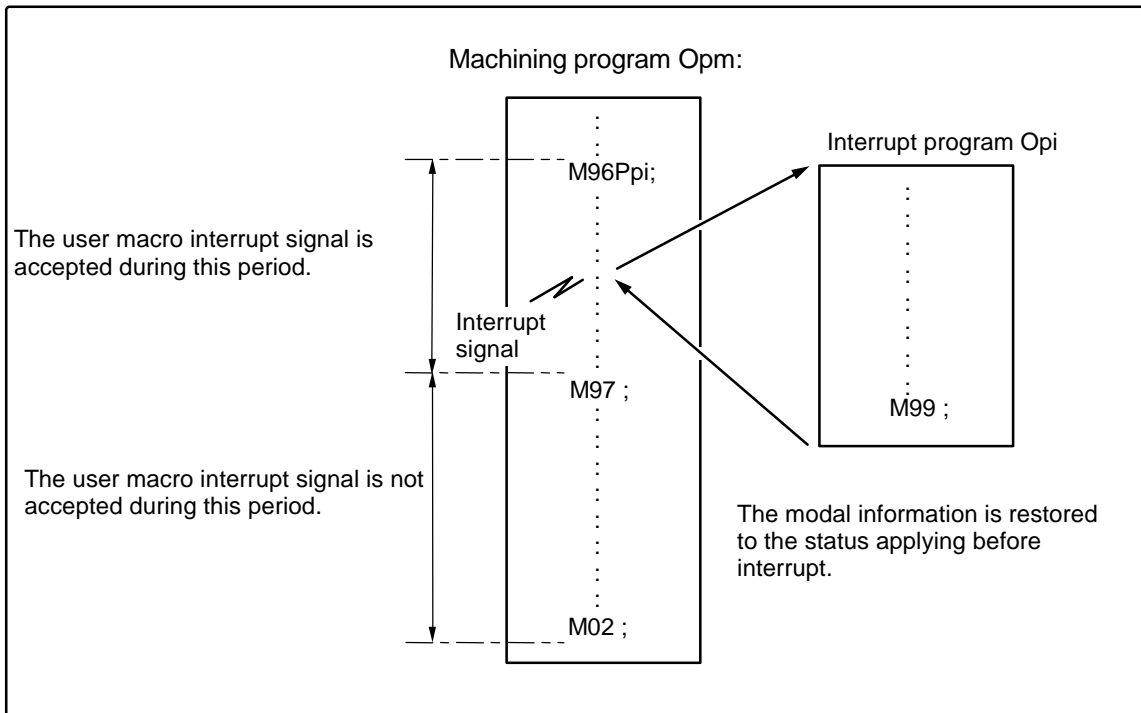 Machining program Opm:
Interrupt program Opi
M96Ppi;
The user macro interrupt signal is
accepted during this period.
Interrupt
signal
M97 ;
M99 ;
The user macro interrupt signal is not
accepted during this period.
The modal information is restored
to the status applying before
interrupt.
M02 ;